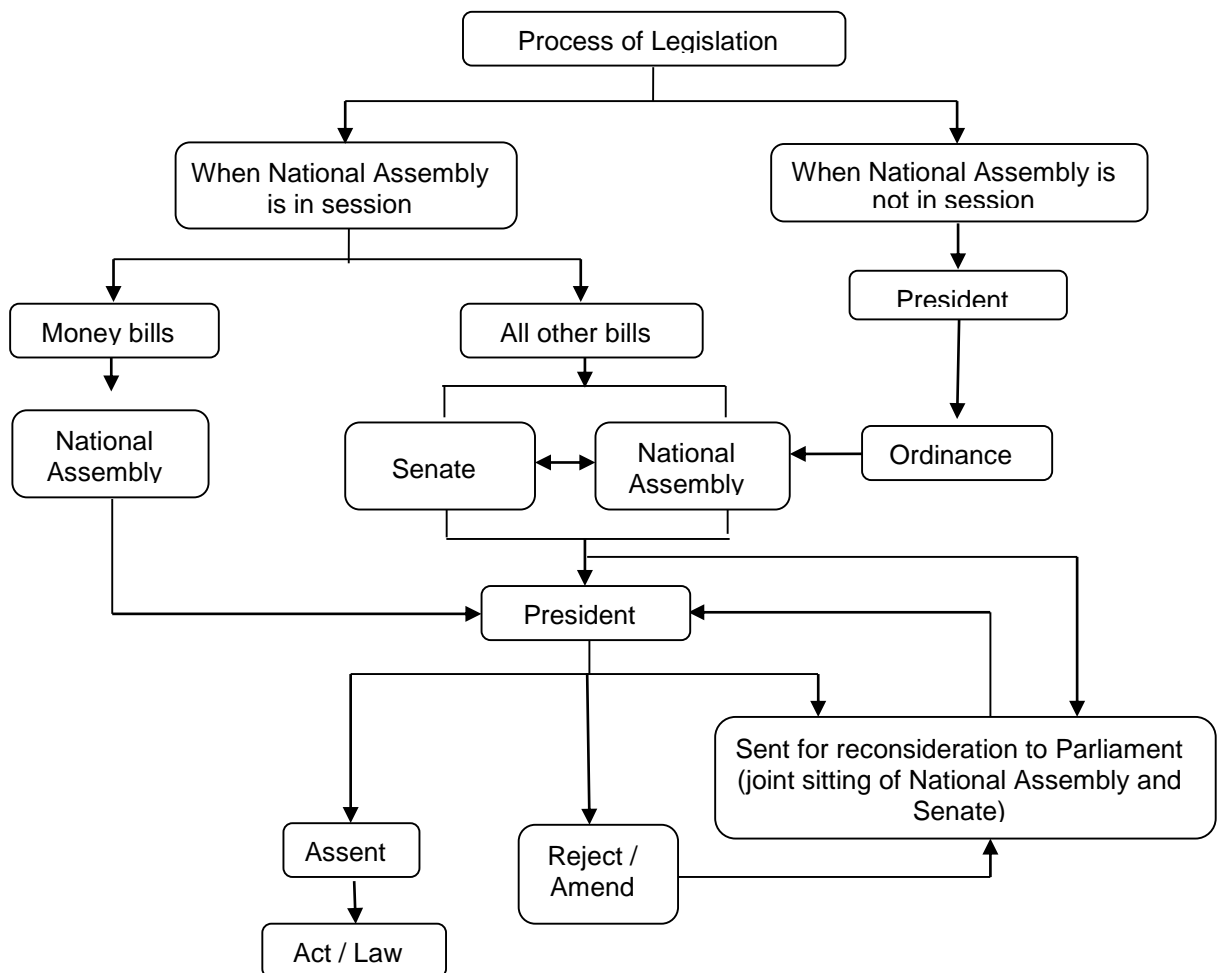 Process of Legislation
When National Assembly
is in session
When National Assembly is
not in session
President
Money bills
All other bills
National
Assembly
Senate
National
Assembly
Ordinance
President
Sent for reconsideration to Parliament
(joint sitting of National Assembly and
Senate)
Assent
Reject /
Amend
Act / Law